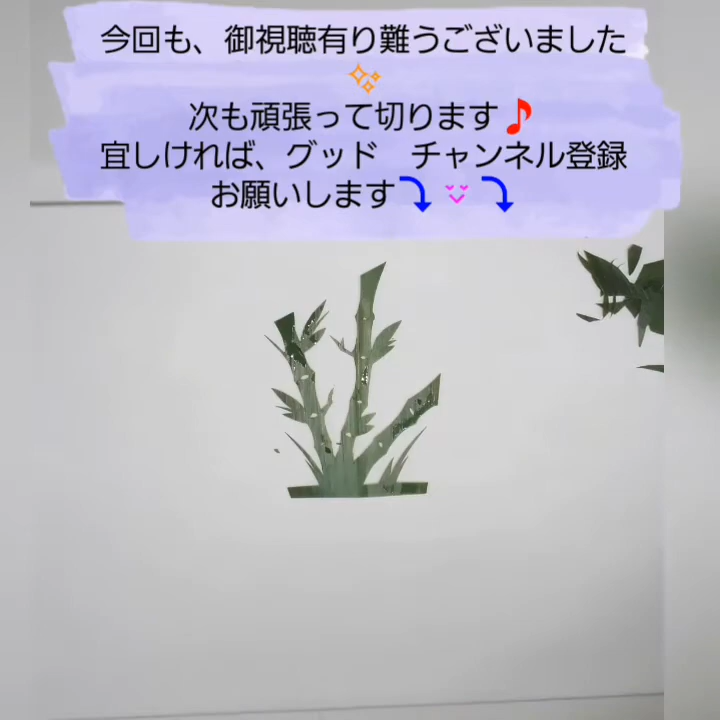 今回も、御視聴有り難うございました
✨
次も頑張って切ります♪
宜しければ、グッド　チャンネル登録
お願いします⤵️⤵️